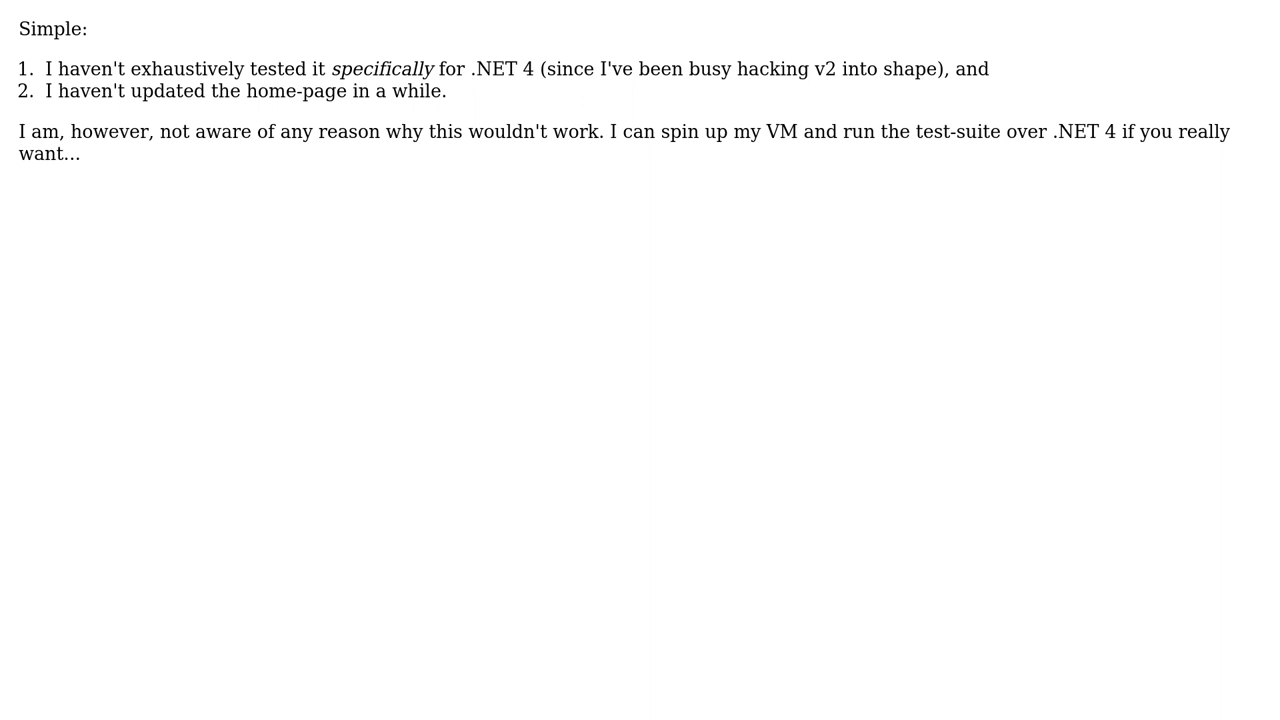 Simple:
1. I haven't exhaustively tested it specifically for .NET 4 (since I've been busy hacking v2 into shape), and
2. I haven't updated the home-page in a while.
I am, however, not aware of any reason why this wouldn't work. I can spin up my VM and run the test-suite over .NET 4 if you really
want...